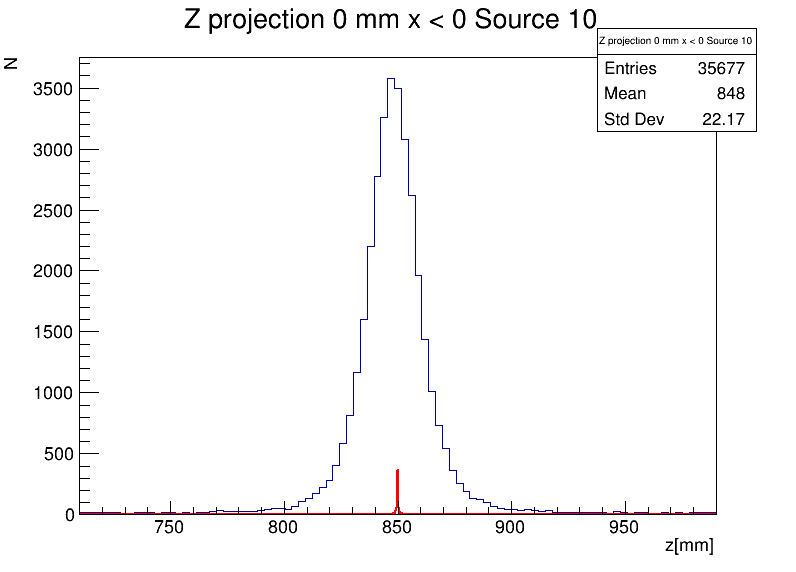 Z projection 0 mm x < 0 Source 10
Z projection 0 mm x < 0 Source 10
Entries 35677
Mean 848
Std Dev 22.17
N
3500
3000
2500
2000
1500
1000
500
0
750 800 850 900 950
z[mm]